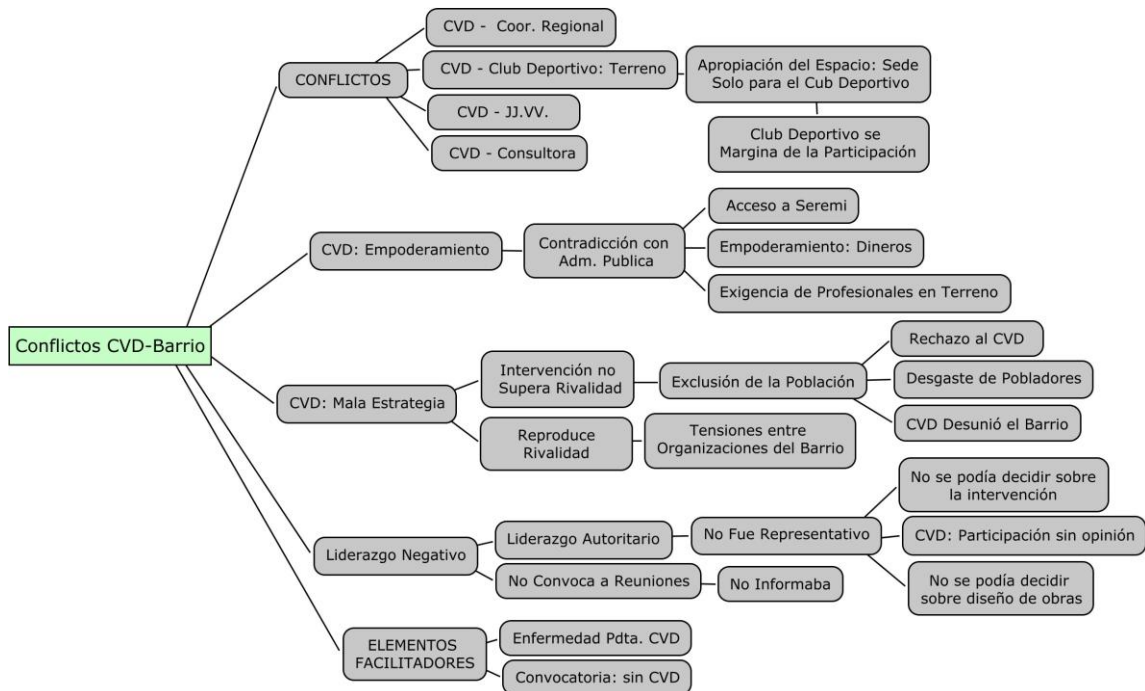 CVD - Coor. Regional
CONFLICTOS
CVD - Club Deportivo: Terreno
Apropiación del Espacio: Sede
Solo para el Cub Deportivo
CVD - JJ.VV.
Club Deportivo se
Margina de la Participación
CVD - Consultora
CVD: Empoderamiento
Contradicción con
Adm. Publica
Acceso a Seremi
Empoderamiento: Dineros
Exigencia de Profesionales en Terreno
Conflictos CVD-Barrio
CVD: Mala Estrategia
Intervención no
Supera Rivalidad
Exclusión de la Población
Rechazo al CVD
Desgaste de Pobladores
CVD Desunió el Barrio
Reproduce
Rivalidad
Tensiones entre
Organizaciones del Barrio
Liderazgo Negativo
Liderazgo Autoritario
No Fue Representativo
No se podía decidir sobre
la intervención
CVD: Participación sin opinión
No se podía decidir
sobre diseño de obras
No Convoca a Reuniones
No Informaba
ELEMENTOS
FACILITADORES
Enfermedad Pdta. CVD
Convocatoria: sin CVD